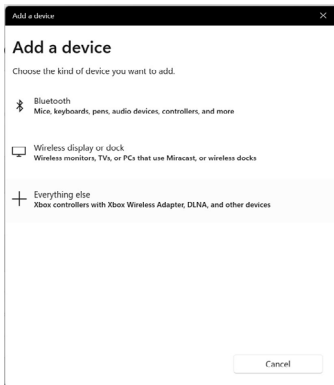 Add a device
Add a device
Choose the kind of device you want to add.
Bluetooth
Mice, keyboards, pens, audio devices, controllers, and more
Wireless display or dock
Wireless monitors, TVs, or PCs that use Miracast, or wireless docks
Everything else
Xbox controllers with Xbox Wireless Adapter, DLNA, and other devices
Cancel